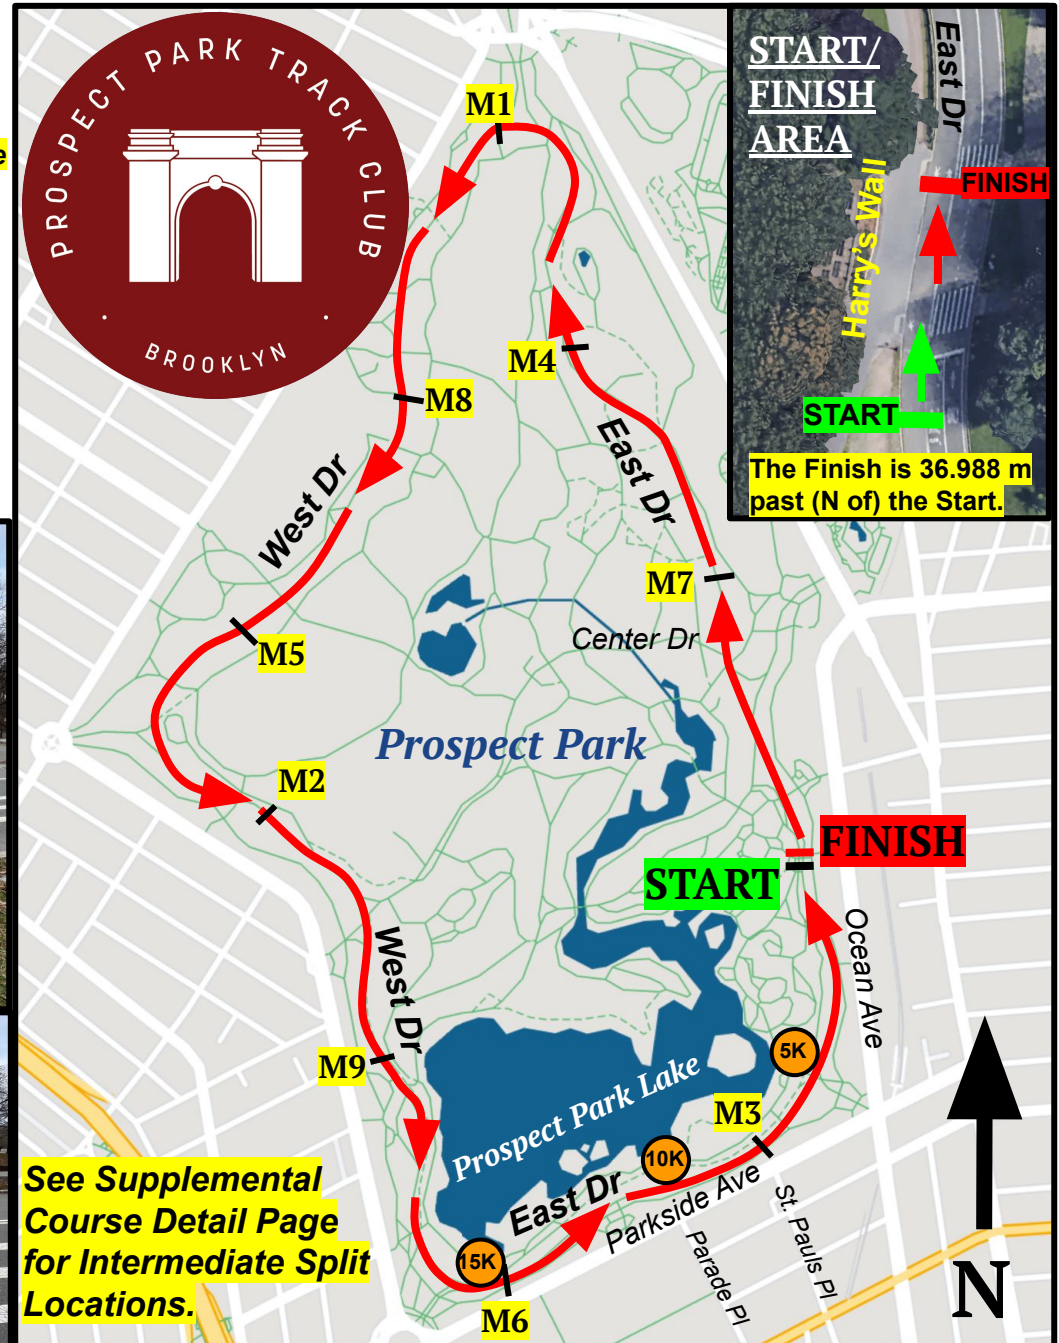 PROSPECT PARK TRACK CLUB
BROOKLYN
e
START/
FINISH
AREA
East Dr
Harry's Wall
FINISH
START
The Finish is 36.988 m
past (N of) the Start.
M1
M4
M8
East Dr
West Dr
M7
M5
Center Dr
Prospect Park
M2
FINISH
START
West Dr
Ocean Ave
M9
5K
Prospect Park Lake
M3
10K
East Dr
Parkside Ave
St. Pauls Pl
Parade Pl
15K
M6
See Supplemental
Course Detail Page
for Intermediate Split
Locations.
N